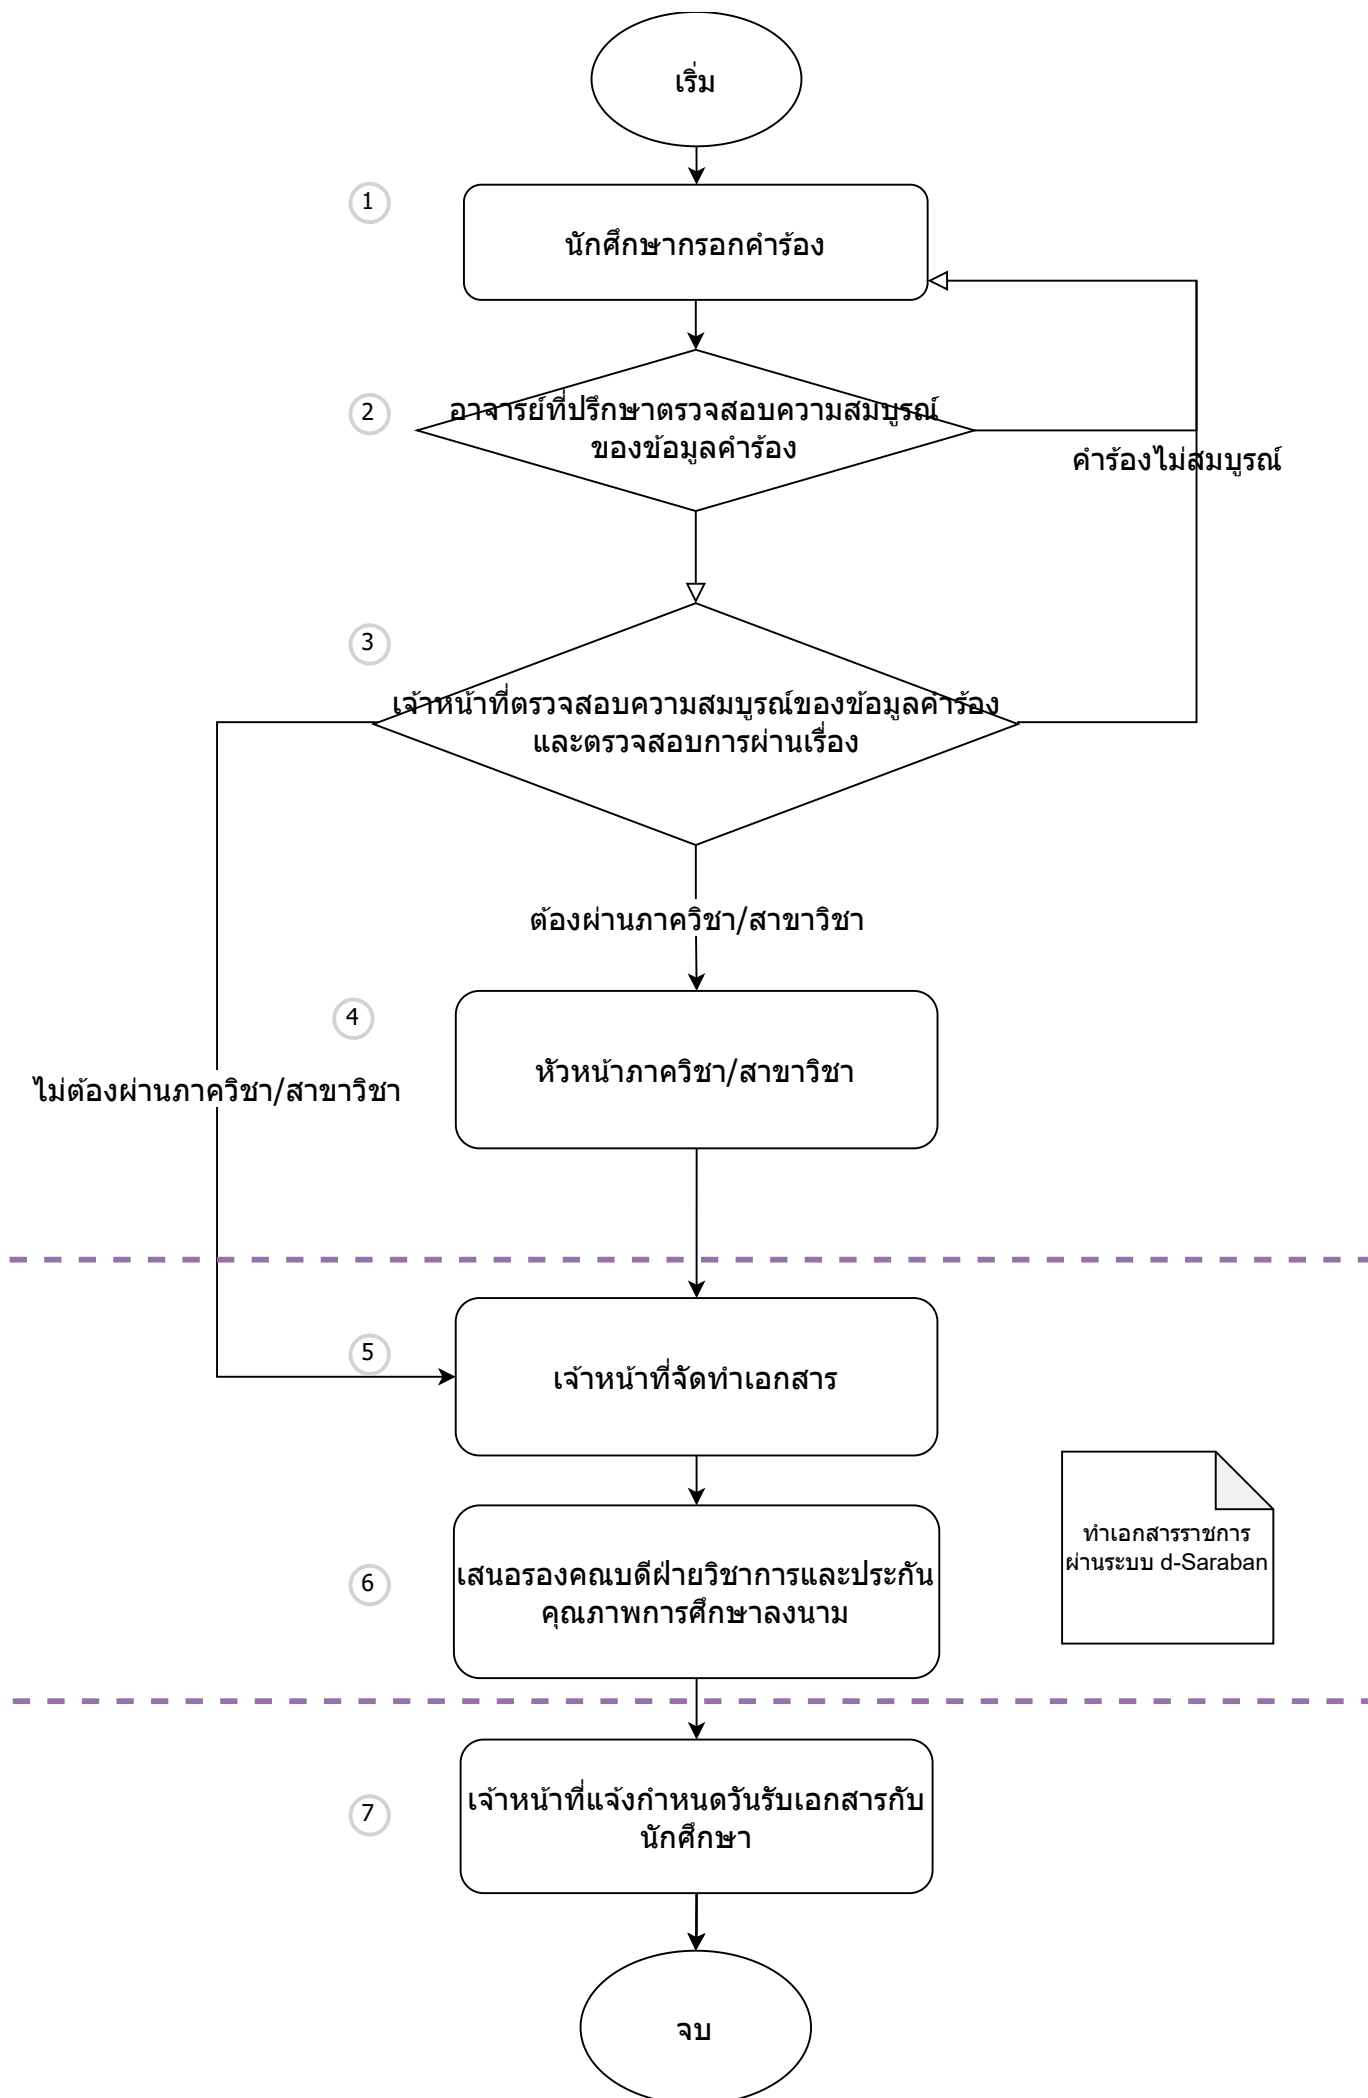 เริ่ม
1
นักศึกษากรอกคำร้อง
2
อาจารย์ที่ปรึกษาตรวจสอบความสมบูรณ์
ของข้อมูลคำร้อง
คำร้องไม่สมบูรณ์
3
เจ้าหน้าที่ตรวจสอบความสมบูรณ์ของข้อมูลคำร้อง
และตรวจสอบการผ่านเรื่อง
ต้องผ่านภาควิชา/สาขาวิชา
4
หัวหน้าภาควิชา/สาขาวิชา
ไม่ต้องผ่านภาควิชา/สาขาวิชา
5
เจ้าหน้าที่จัดทำเอกสาร
ทำเอกสารราชการ
ผ่านระบบ d-Saraban
6
เสนอรองคณบดีฝ่ายวิชาการและประกัน
คุณภาพการศึกษาลงนาม
7
เจ้าหน้าที่แจ้งกำหนดวันรับเอกสารกับ
นักศึกษา
จบ